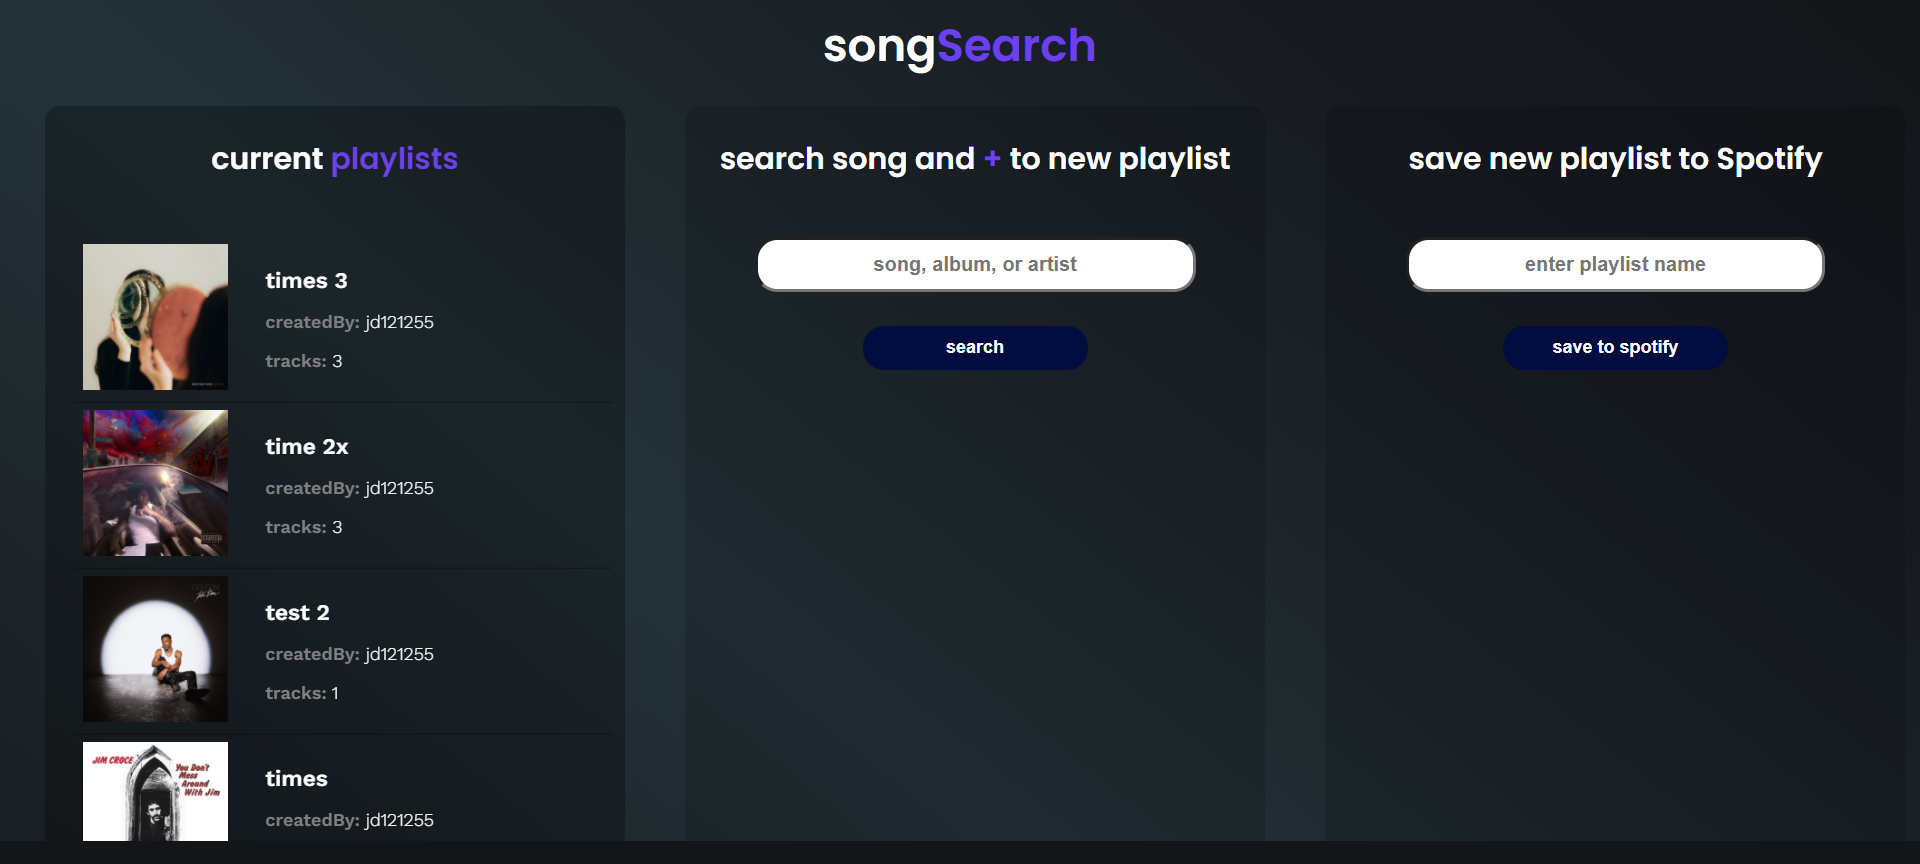 songSearch
current playlists
times 3
createdBy: jd121255
tracks: 3
time 2x
createdBy: jd121255
tracks: 3
test 2
createdBy: jd121255
tracks: 1
JIM CROCE
You Don't
Mess
Around
With Jim
times
createdBy: jd121255
search song and + to new playlist
song, album, or artist
search
save new playlist to Spotify
enter playlist name
save to spotify